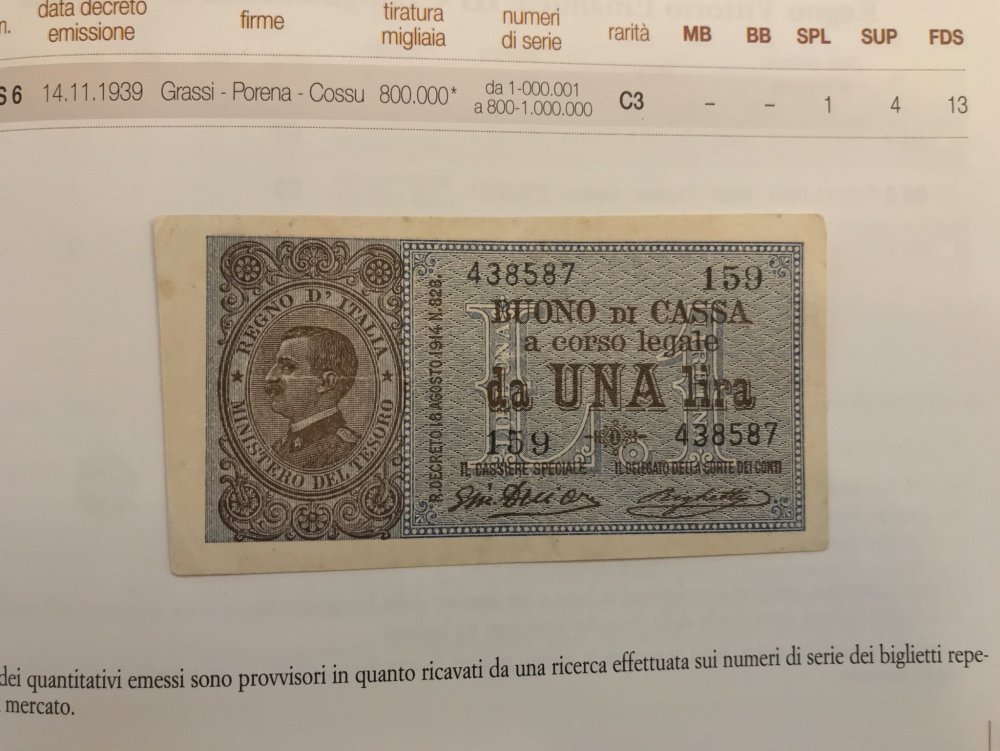 n.
data decreto
emissione
firme
tiratura
migliaia
numeri
di serie
rarità
MB
BB
SPL
SUP
FDS
S 6 14.11.1939 Grassi - Porena - Cossu 800.000* da 1-000.001
a 800-1.000.000 C3 – – 1 4 13
REGNO D'ITALIA
MINISTERO DEL TESORO
R.DECRETO 18 AGOSTO 1914 N. 828.
438587 159
BUONO DI CASSA
a corso legale
da UNA lira
L.1
159 438587
IL CASSIERE SPECIALE IL DELEGATO DELLA CORTE DEI CONTI
dei quantitativi emessi sono provvisori in quanto ricavati da una ricerca effettuata sui numeri di serie dei biglietti repe-
mercato.